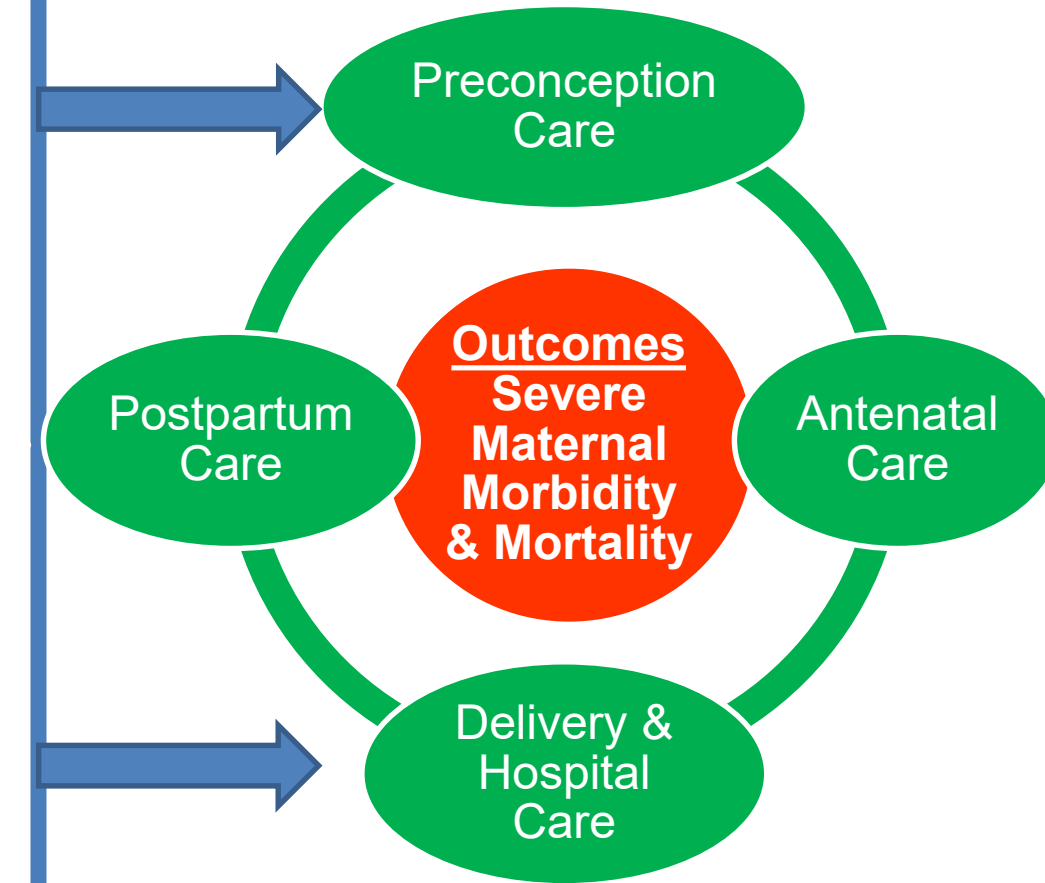 Preconception
Care
Outcomes
Severe
Maternal
Morbidity
& Mortality
Postpartum
Care
Antenatal
Care
Delivery &
Hospital
Care